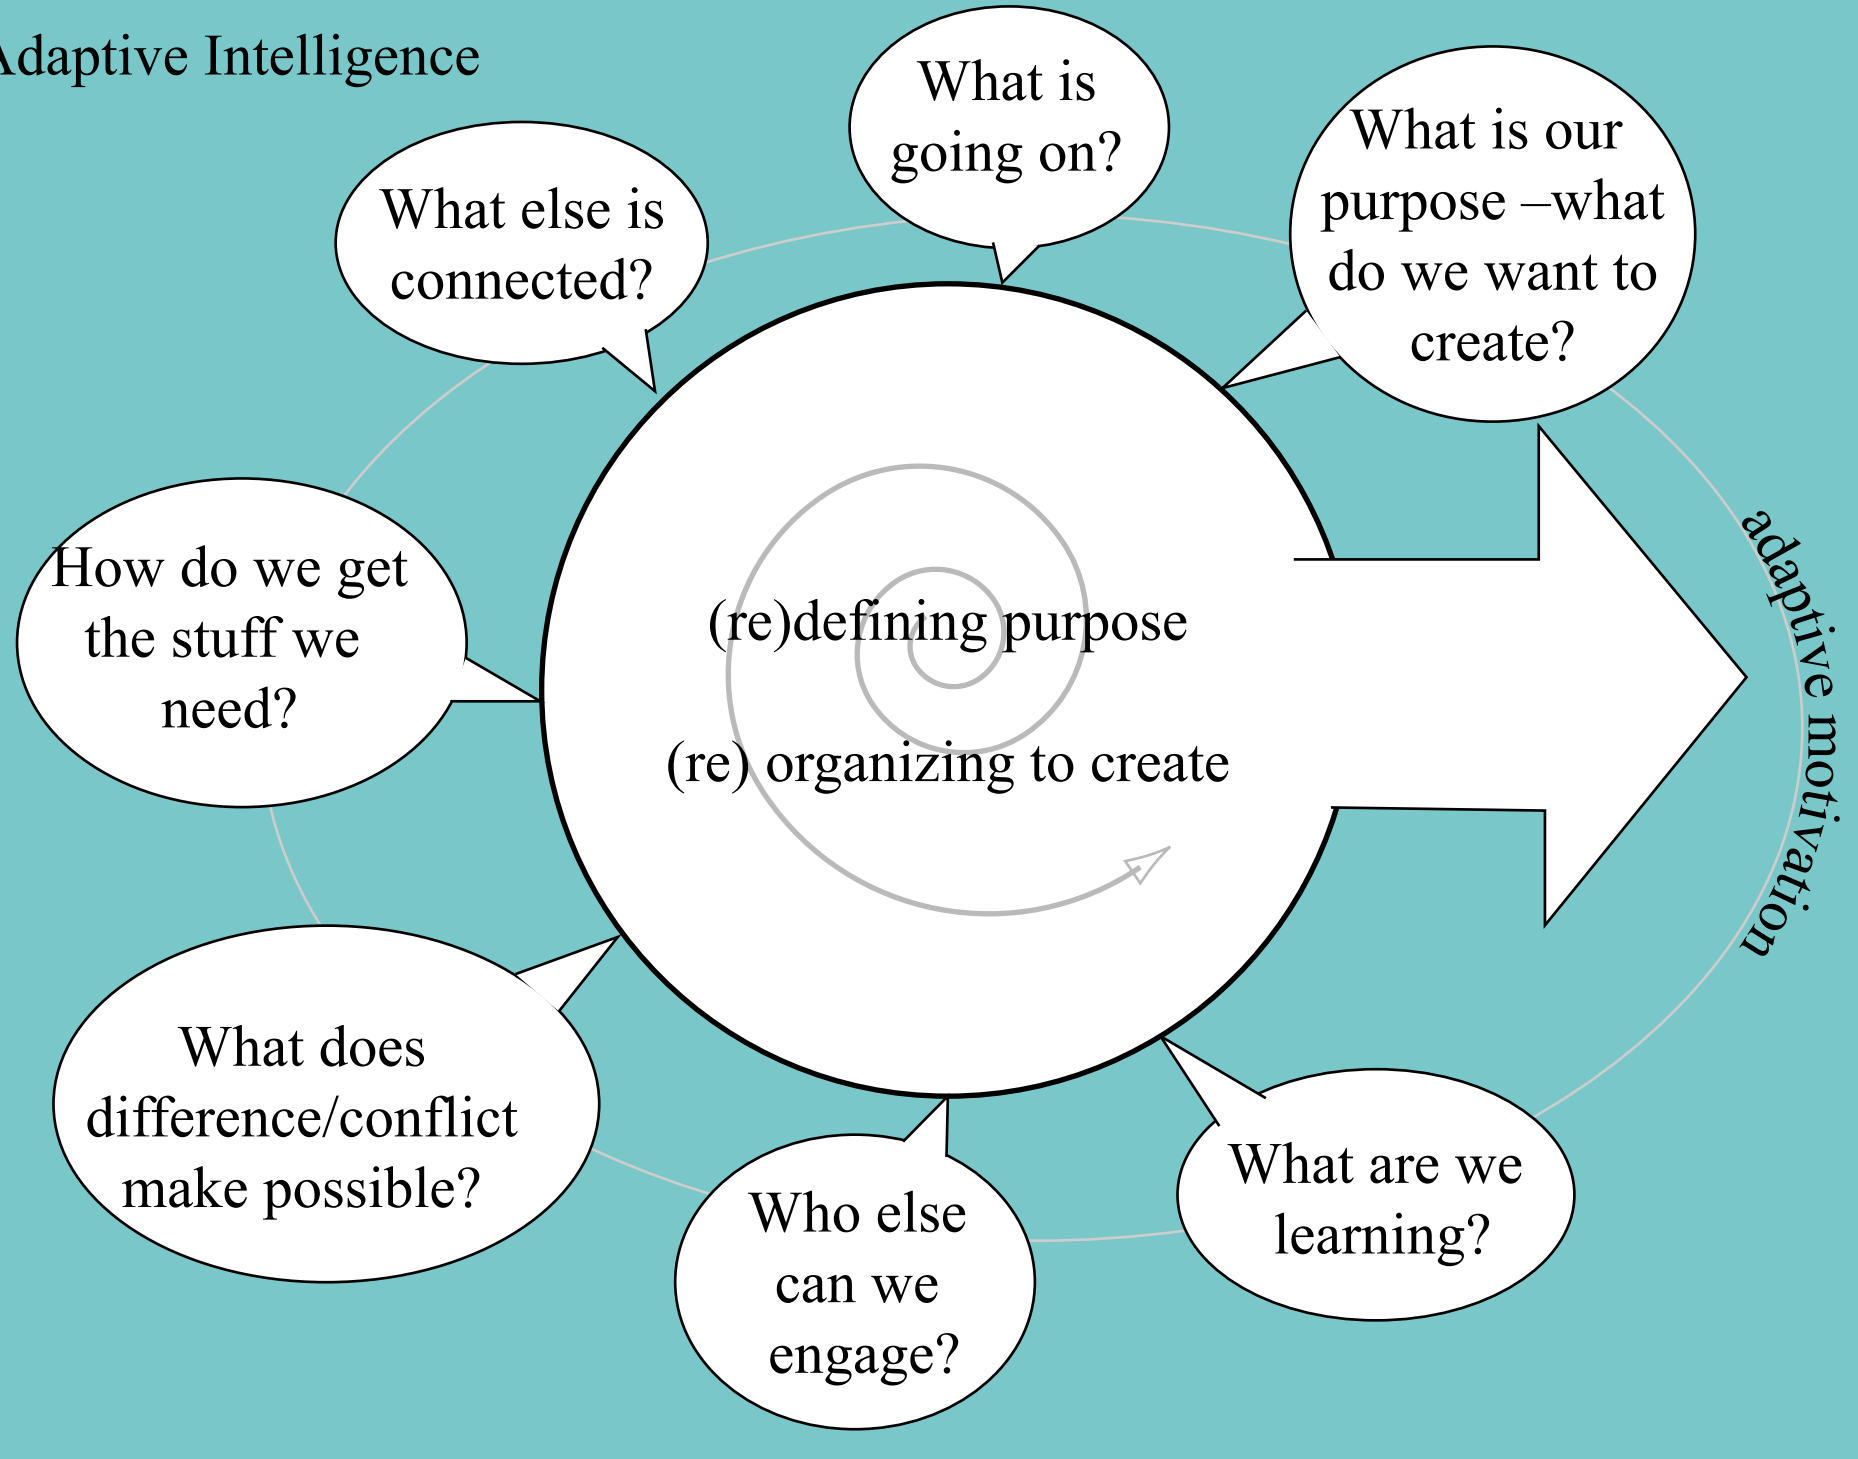 Adaptive Intelligence
What is
going on?
What is our
purpose –what
do we want to
create?
What else is
connected?
How do we get
the stuff we
need?
(re)defining purpose
(re) organizing to create
adaptive motivation
What does
difference/conflict
make possible?
Who else
can we
engage?
What are we
learning?